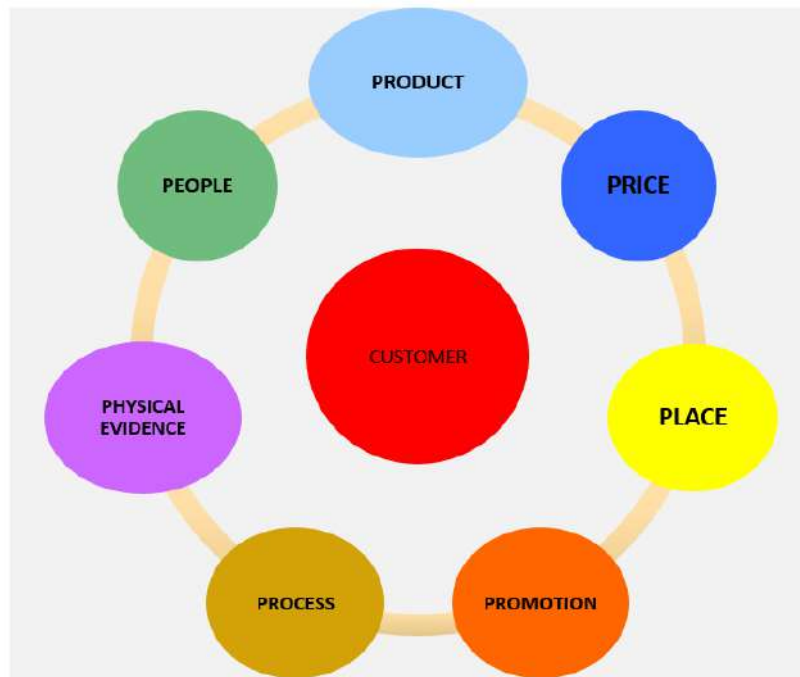 PRODUCT
PRICE
PLACE
PROMOTION
PROCESS
PHYSICAL
EVIDENCE
PEOPLE
CUSTOMER